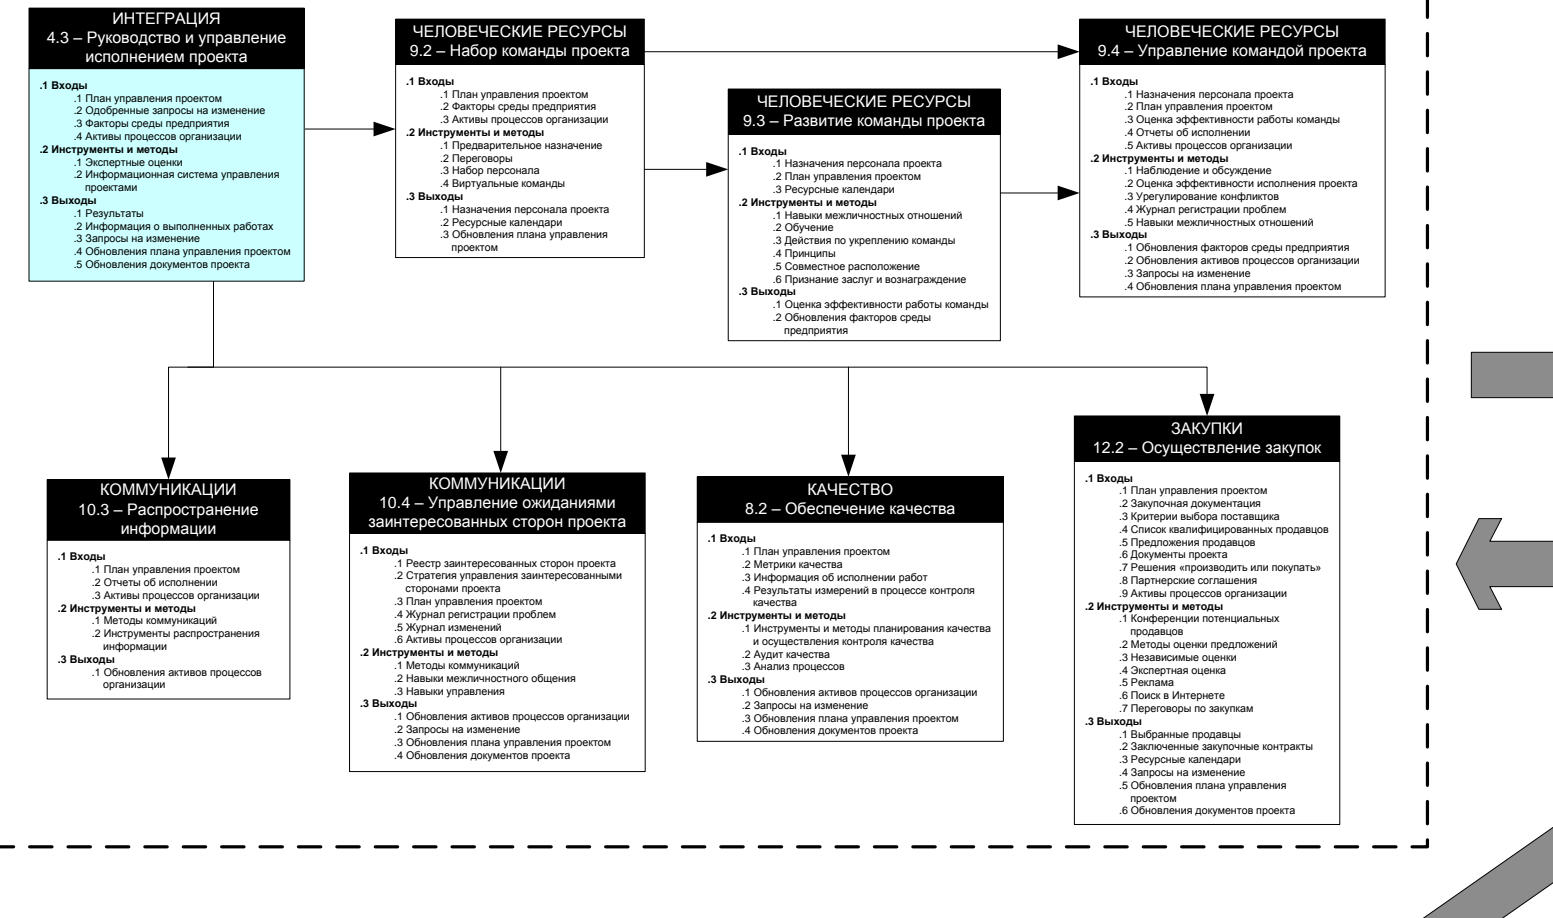 ИНТЕГРАЦИЯ
4.3 – Руководство и управление
исполнением проекта
.1 Входы
.1 План управления проектом
.2 Одобренные запросы на изменение
.3 Факторы среды предприятия
.4 Активы процессов организации
.2 Инструменты и методы
.1 Экспертные оценки
.2 Информационная система управления
проектами
.3 Выходы
.1 Результаты
.2 Информация о выполненных работах
.3 Запросы на изменение
.4 Обновления плана управления проектом
.5 Обновления документов проекта
ЧЕЛОВЕЧЕСКИЕ РЕСУРСЫ
9.2 – Набор команды проекта
.1 Входы
.1 План управления проектом
.2 Факторы среды предприятия
.3 Активы процессов организации
.2 Инструменты и методы
.1 Предварительное назначение
.2 Переговоры
.3 Набор персонала
.4 Виртуальные команды
.3 Выходы
.1 Назначения персонала проекта
.2 Ресурсные календари
.3 Обновления плана управления
проектом
ЧЕЛОВЕЧЕСКИЕ РЕСУРСЫ
9.3 – Развитие команды проекта
.1 Входы
.1 Назначения персонала проекта
.2 План управления проектом
.3 Ресурсные календари
.2 Инструменты и методы
.1 Навыки межличностных отношений
.2 Обучение
.3 Действия по укреплению команды
.4 Принципы
.5 Совместное расположение
.6 Признание заслуг и вознаграждение
.3 Выходы
.1 Оценка эффективности работы команды
.2 Обновления факторов среды
предприятия
ЧЕЛОВЕЧЕСКИЕ РЕСУРСЫ
9.4 – Управление командой проекта
.1 Входы
.1 Назначения персонала проекта
.2 План управления проектом
.3 Оценка эффективности работы команды
.4 Отчеты об исполнении
.5 Активы процессов организации
.2 Инструменты и методы
.1 Наблюдение и обсуждение
.2 Оценка эффективности исполнения проекта
.3 Урегулирование конфликтов
.4 Журнал регистрации проблем
.5 Навыки межличностных отношений
.3 Выходы
.1 Обновления факторов среды предприятия
.2 Обновления активов процессов организации
.3 Запросы на изменение
.4 Обновления плана управления проектом
КОММУНИКАЦИИ
10.3 – Распространение
информации
.1 Входы
.1 План управления проектом
.2 Отчеты об исполнении
.3 Активы процессов организации
.2 Инструменты и методы
.1 Методы коммуникаций
.2 Инструменты распространения
информации
.3 Выходы
.1 Обновления активов процессов
организации
КОММУНИКАЦИИ
10.4 – Управление ожиданиями
заинтересованных сторон проекта
.1 Входы
.1 Реестр заинтересованных сторон проекта
.2 Стратегия управления заинтересованными
сторонами проекта
.3 План управления проектом
.4 Журнал регистрации проблем
.5 Журнал изменений
.6 Активы процессов организации
.2 Инструменты и методы
.1 Методы коммуникаций
.2 Навыки межличностного общения
.3 Навыки управления
.3 Выходы
.1 Обновления активов процессов организации
.2 Запросы на изменение
.3 Обновления плана управления проектом
.4 Обновления документов проекта
КАЧЕСТВО
8.2 – Обеспечение качества
.1 Входы
.1 План управления проектом
.2 Метрики качества
.3 Информация об исполнении работ
.4 Результаты измерений в процессе контроля
качества
.2 Инструменты и методы
.1 Инструменты и методы планирования качества
и осуществления контроля качества
.2 Аудит качества
.3 Анализ процессов
.3 Выходы
.1 Обновления активов процессов организации
.2 Запросы на изменение
.3 Обновления плана управления проектом
.4 Обновления документов проекта
ЗАКУПКИ
12.2 – Осуществление закупок
.1 Входы
.1 План управления проектом
.2 Закупочная документация
.3 Критерии выбора поставщика
.4 Список квалифицированных продавцов
.5 Предложения продавцов
.6 Документы проекта
.7 Решения «производить или покупать»
.8 Партнерские соглашения
.9 Активы процессов организации
.2 Инструменты и методы
.1 Конференции потенциальных
продавцов
.2 Методы оценки предложений
.3 Независимые оценки
.4 Экспертная оценка
.5 Реклама
.6 Поиск в Интернете
.7 Переговоры по закупкам
.3 Выходы
.1 Выбранные продавцы
.2 Заключенные закупочные контракты
.3 Ресурсные календари
.4 Запросы на изменение
.5 Обновления плана управления
проектом
.6 Обновления документов проекта